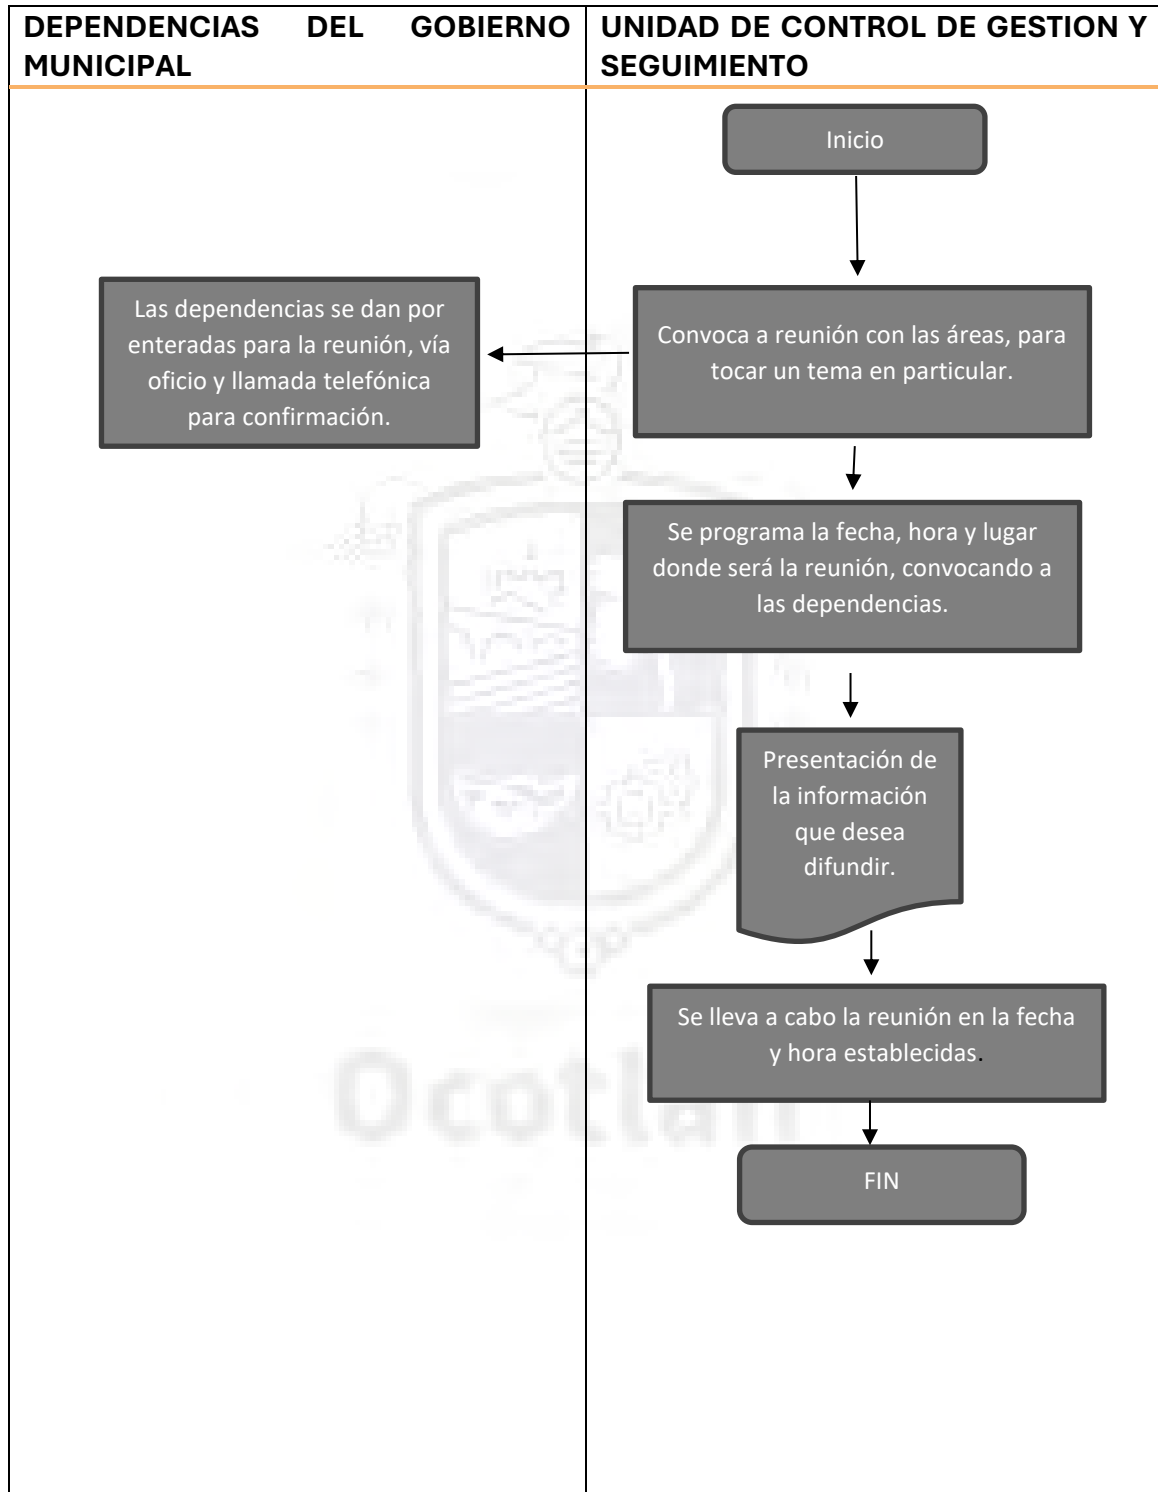 DEPENDENCIAS DEL GOBIERNO
MUNICIPAL
UNIDAD DE CONTROL DE GESTION Y
SEGUIMIENTO
Inicio
Las dependencias se dan por
enteradas para la reunión, vía
oficio y llamada telefónica
para confirmación.
Convoca a reunión con las áreas, para
tocar un tema en particular.
Se programa la fecha, hora y lugar
donde será la reunión, convocando a
las dependencias.
Presentación de
la información
que desea
difundir.
Se lleva a cabo la reunión en la fecha
y hora establecidas.
Ocotlán
FIN